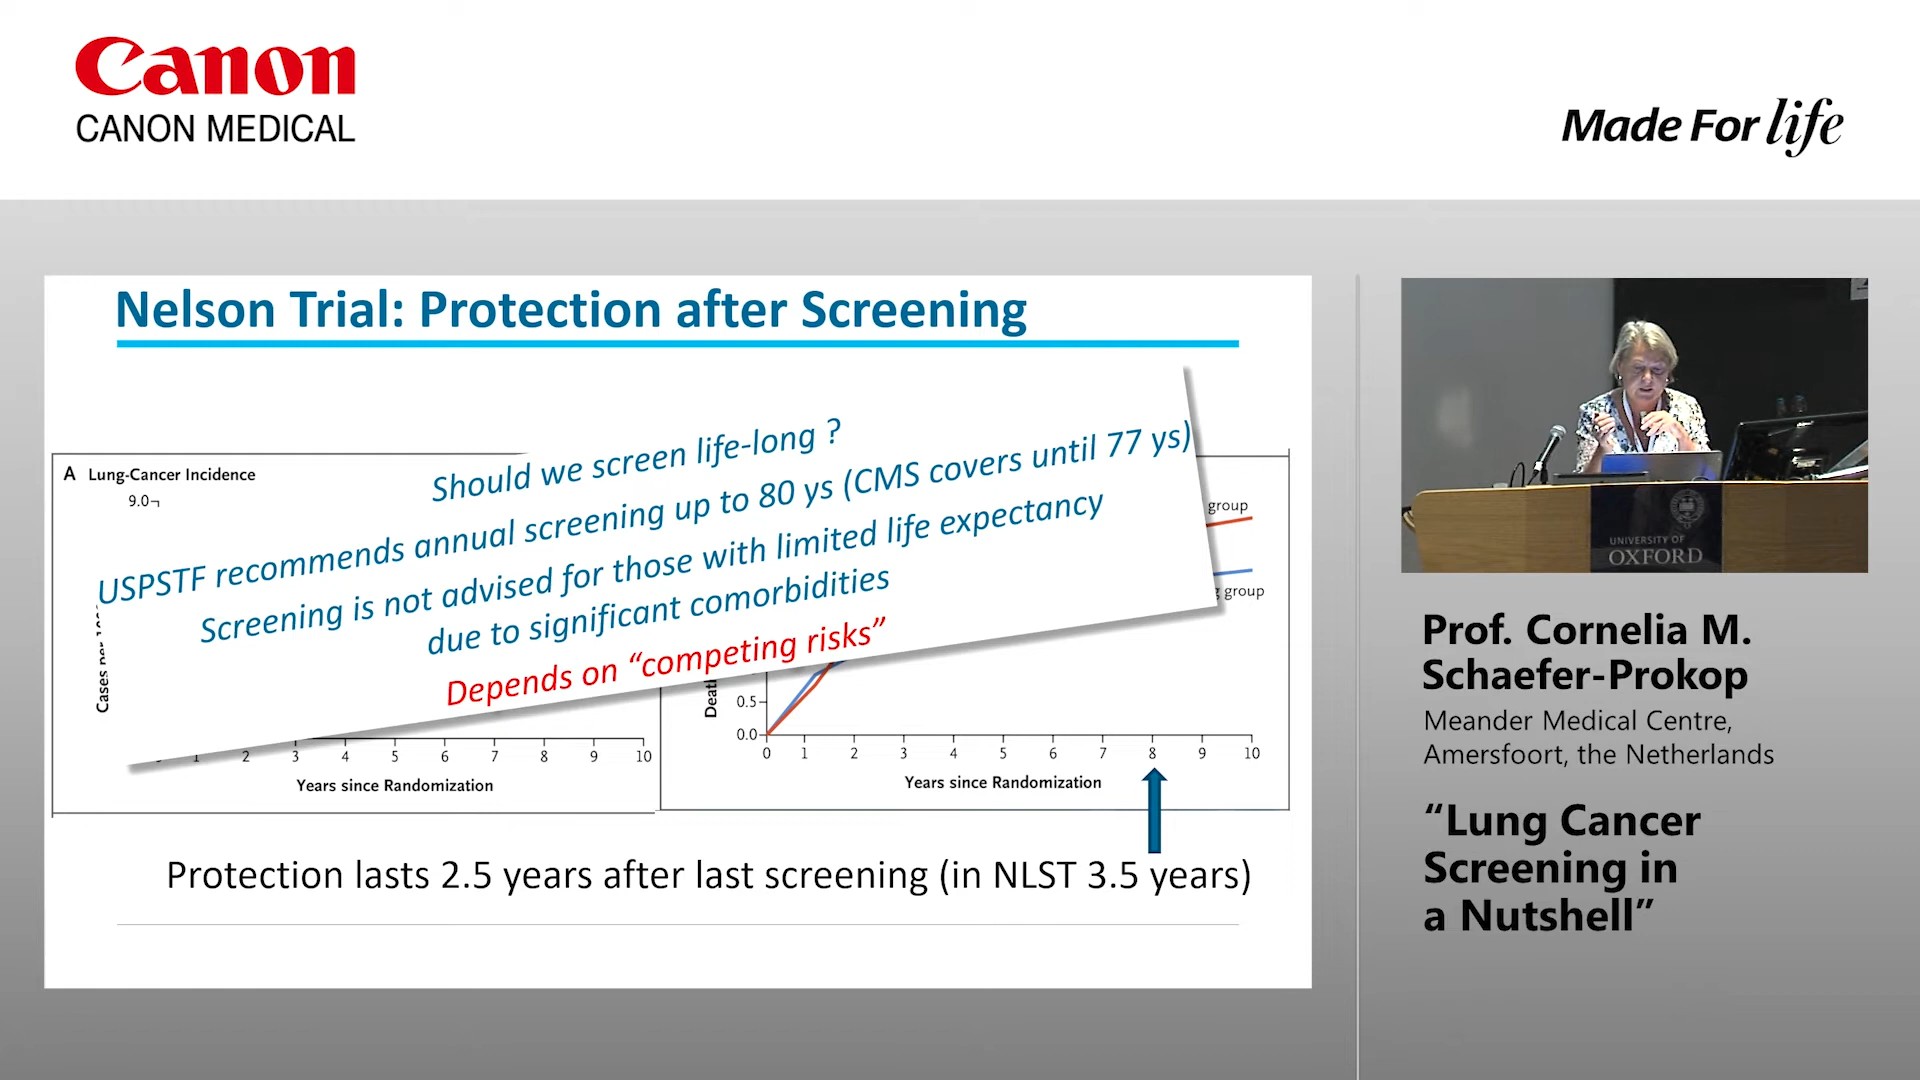 Canon
CANON MEDICAL
Made For life
Nelson Trial: Protection after Screening
A Lung-Cancer Incidence
9.0
Should we screen life-long ?
USPSTF recommends annual screening up to 80 ys (CMS covers until 77 ys)
Screening is not advised for those with limited life expectancy
due to significant comorbidities
Depends on “competing risks”
Cases per
1 2 3 4 5 6 7 8 9 10
Years since Randomization
group
group
0.5
0.0
0 1 2 3 4 5 6 7 8 9 10
Years since Randomization
Protection lasts 2.5 years after last screening (in NLST 3.5 years)
UNIVERSITY OF
OXFORD
Prof. Cornelia M.
Schaefer-Prokop
Meander Medical Centre,
Amersfoort, the Netherlands
“Lung Cancer
Screening in
a Nutshell”